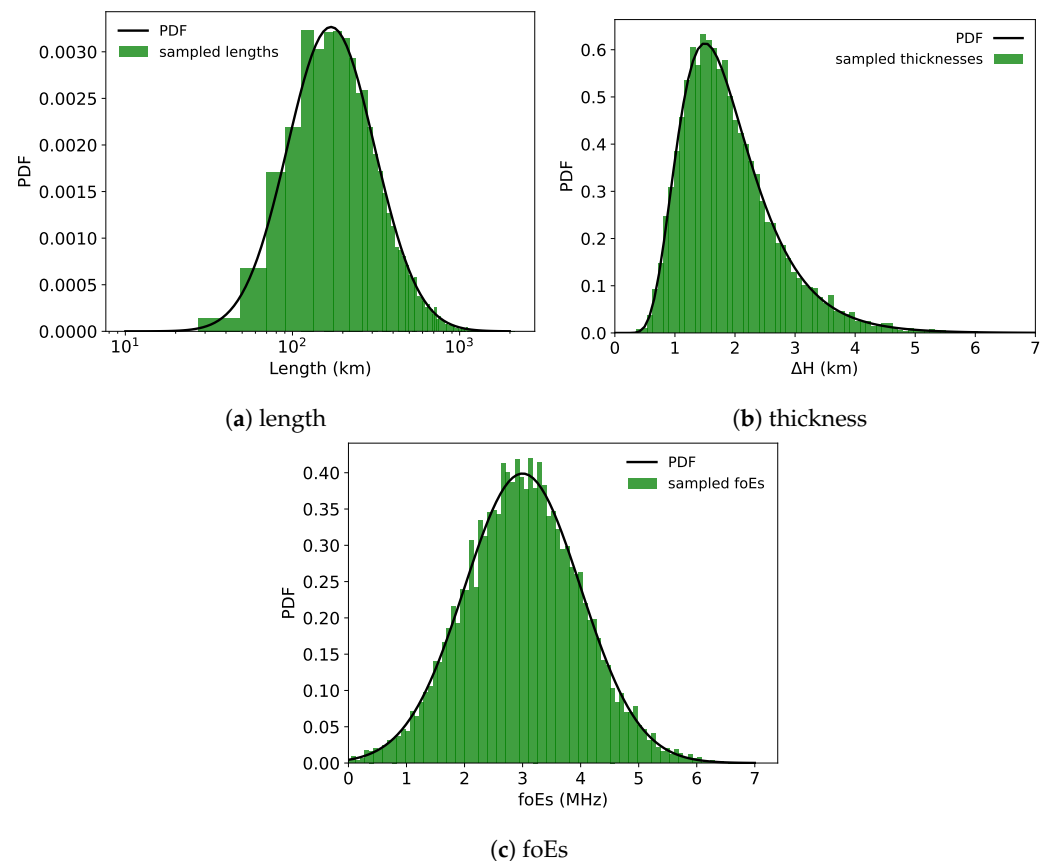 PDF
sampled lengths
0.0030
0.0025
0.0020
0.0015
0.0010
0.0005
0.0000
PDF
10¹ 10² 10³
Length (km)
(a) length
PDF
sampled thicknesses
0.6
0.5
0.4
0.3
0.2
0.1
0.0
PDF
0 1 2 3 4 5 6 7
ΔH (km)
(b) thickness
PDF
sampled foEs
0.40
0.35
0.30
0.25
0.20
0.15
0.10
0.05
0.00
PDF
0 1 2 3 4 5 6 7
foEs (MHz)
(c) foEs